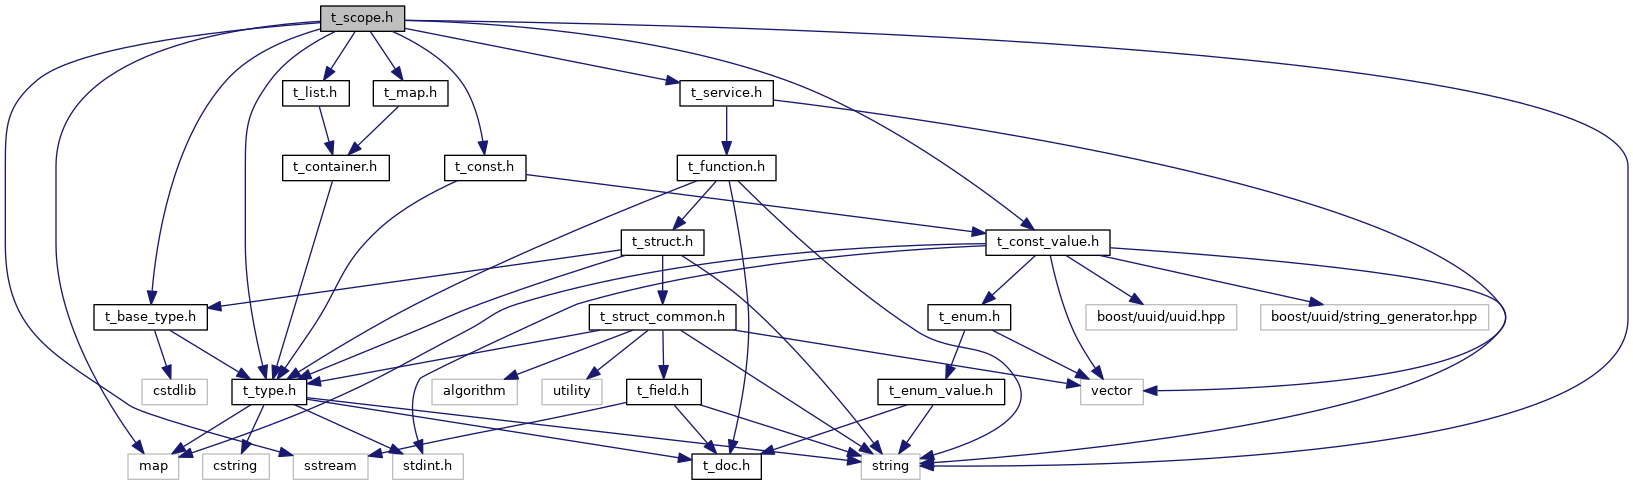 t_scope.h
t_list.h
t_map.h
t_service.h
t_container.h
t_const.h
t_function.h
t_struct.h
t_const_value.h
t_base_type.h
t_struct_common.h
t_enum.h
boost/uuid/uuid.hpp
boost/uuid/string_generator.hpp
cstdlib
t_type.h
algorithm
utility
t_field.h
t_enum_value.h
vector
map
cstring
sstream
stdint.h
t_doc.h
string